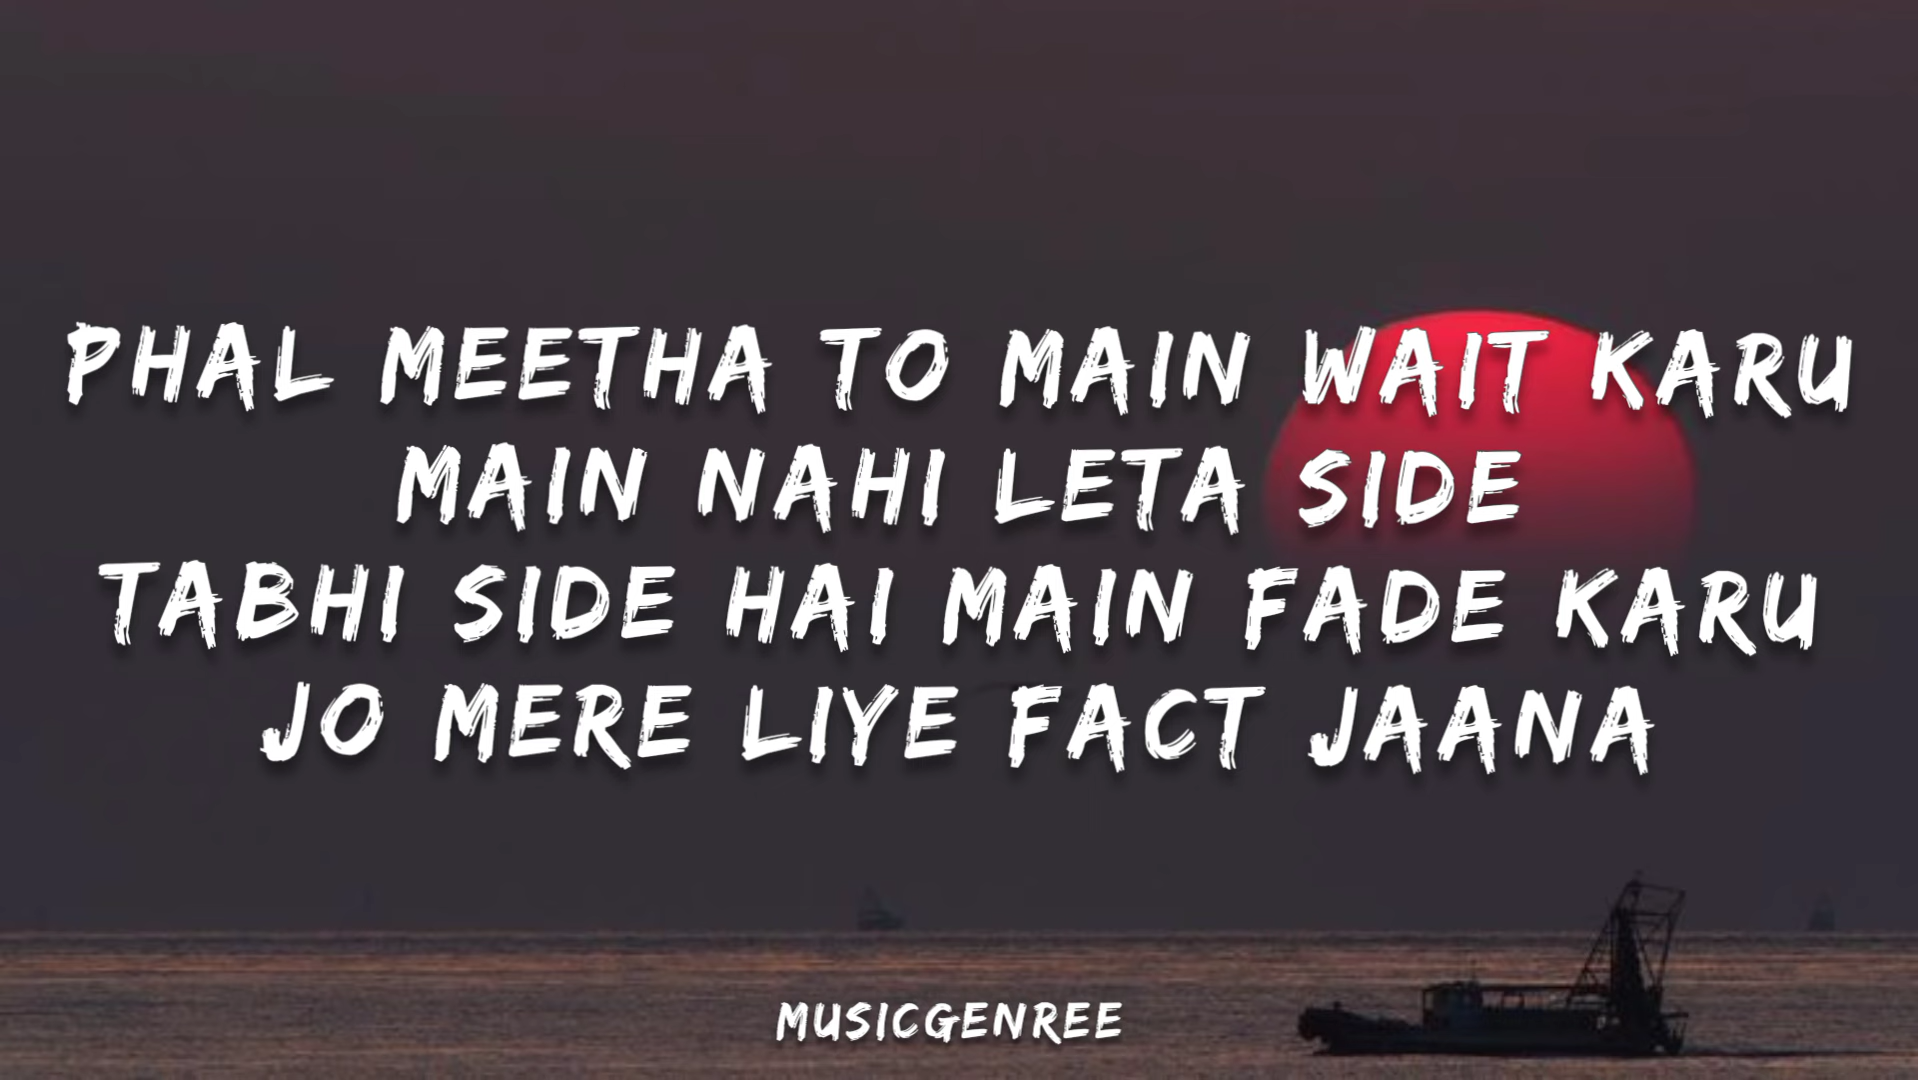 PHAL MEETHA TO MAIN WAIT KARU
MAIN NAHI LETA SIDE
TABHI SIDE HAI MAIN FADE KARU
JO MERE LIYE FACT JAANA
MUSICGENREE